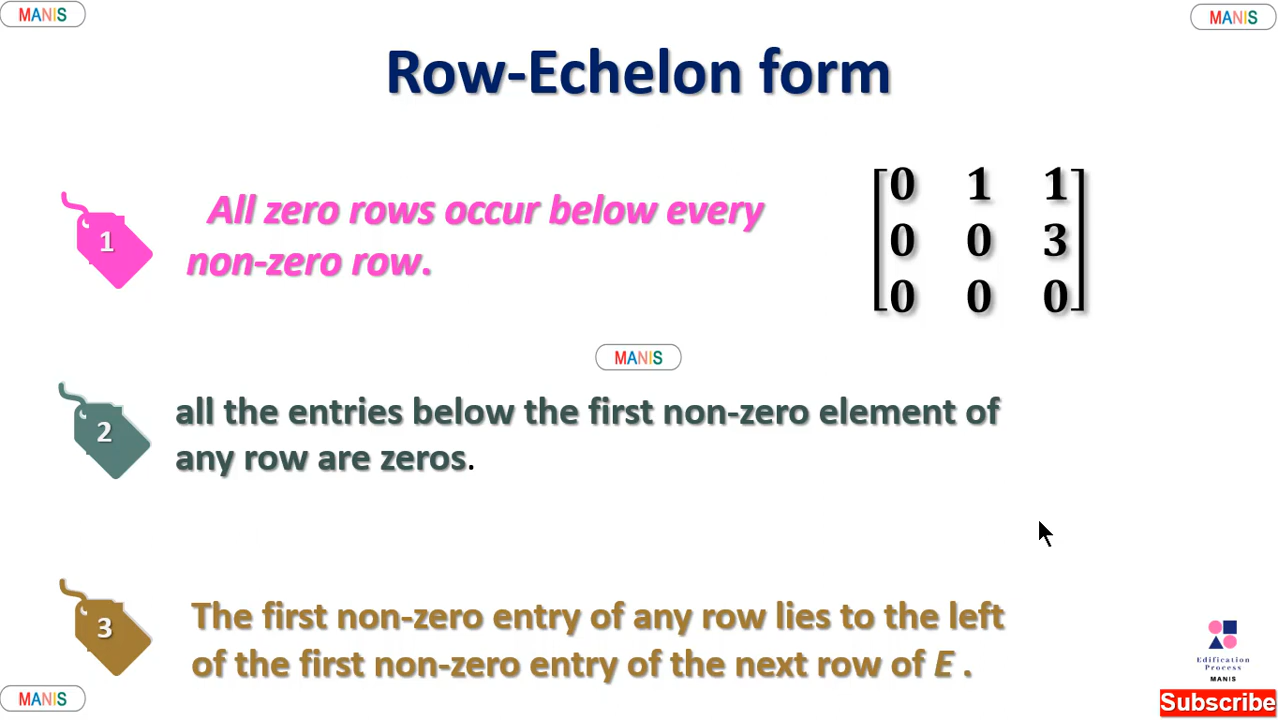 MANIS
MANIS
Row-Echelon form
1
All zero rows occur below every
non-zero row.
0 1 1
0 0 3
0 0 0
MANIS
2
all the entries below the first non-zero element of
any row are zeros.
3
The first non-zero entry of any row lies to the left
of the first non-zero entry of the next row of E .
Edification
Process
MANIS
MANIS
Subscribe